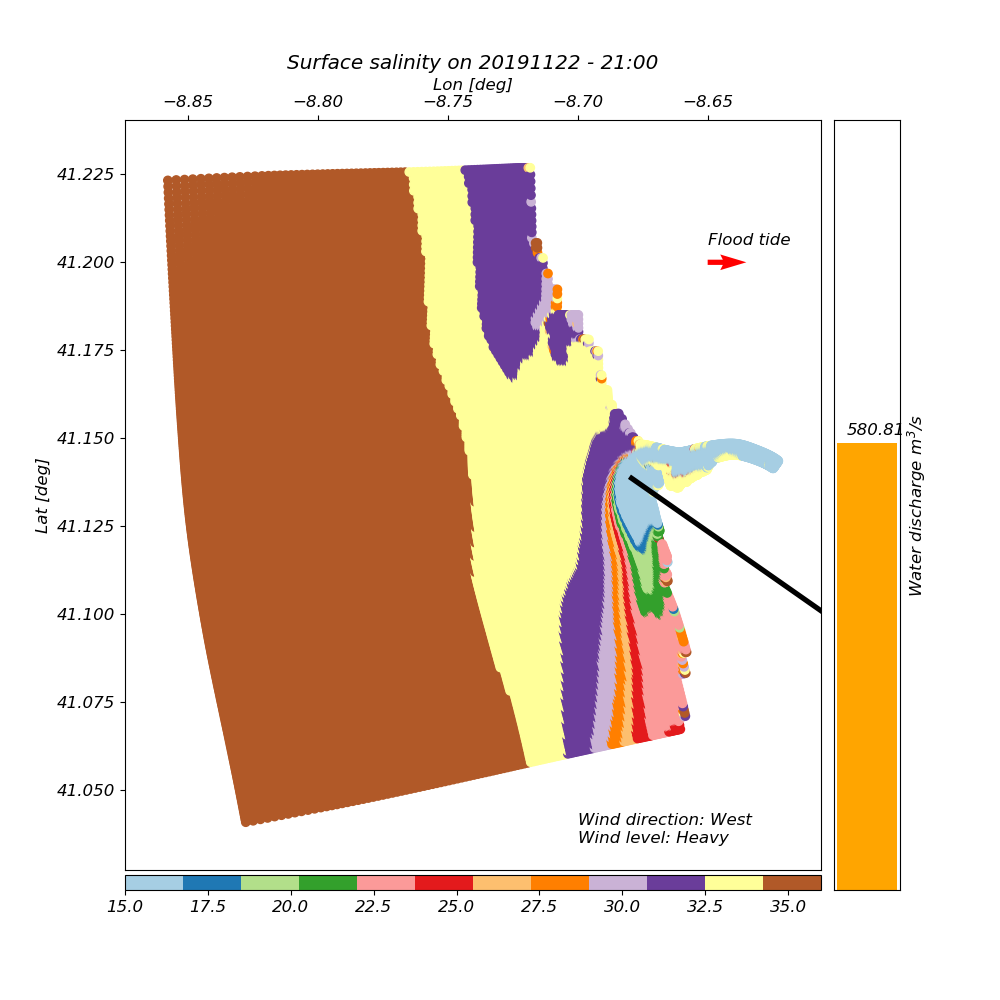 Surface salinity on 20191122 - 21:00
Lon [deg]
−8.85 −8.80 −8.75 −8.70 −8.65
41.225
41.200
41.175
41.150
41.125
41.100
41.075
41.050
Lat [deg]
Flood tide
Wind direction: West
Wind level: Heavy
580.81
Water discharge m³/s
15.0 17.5 20.0 22.5 25.0 27.5 30.0 32.5 35.0